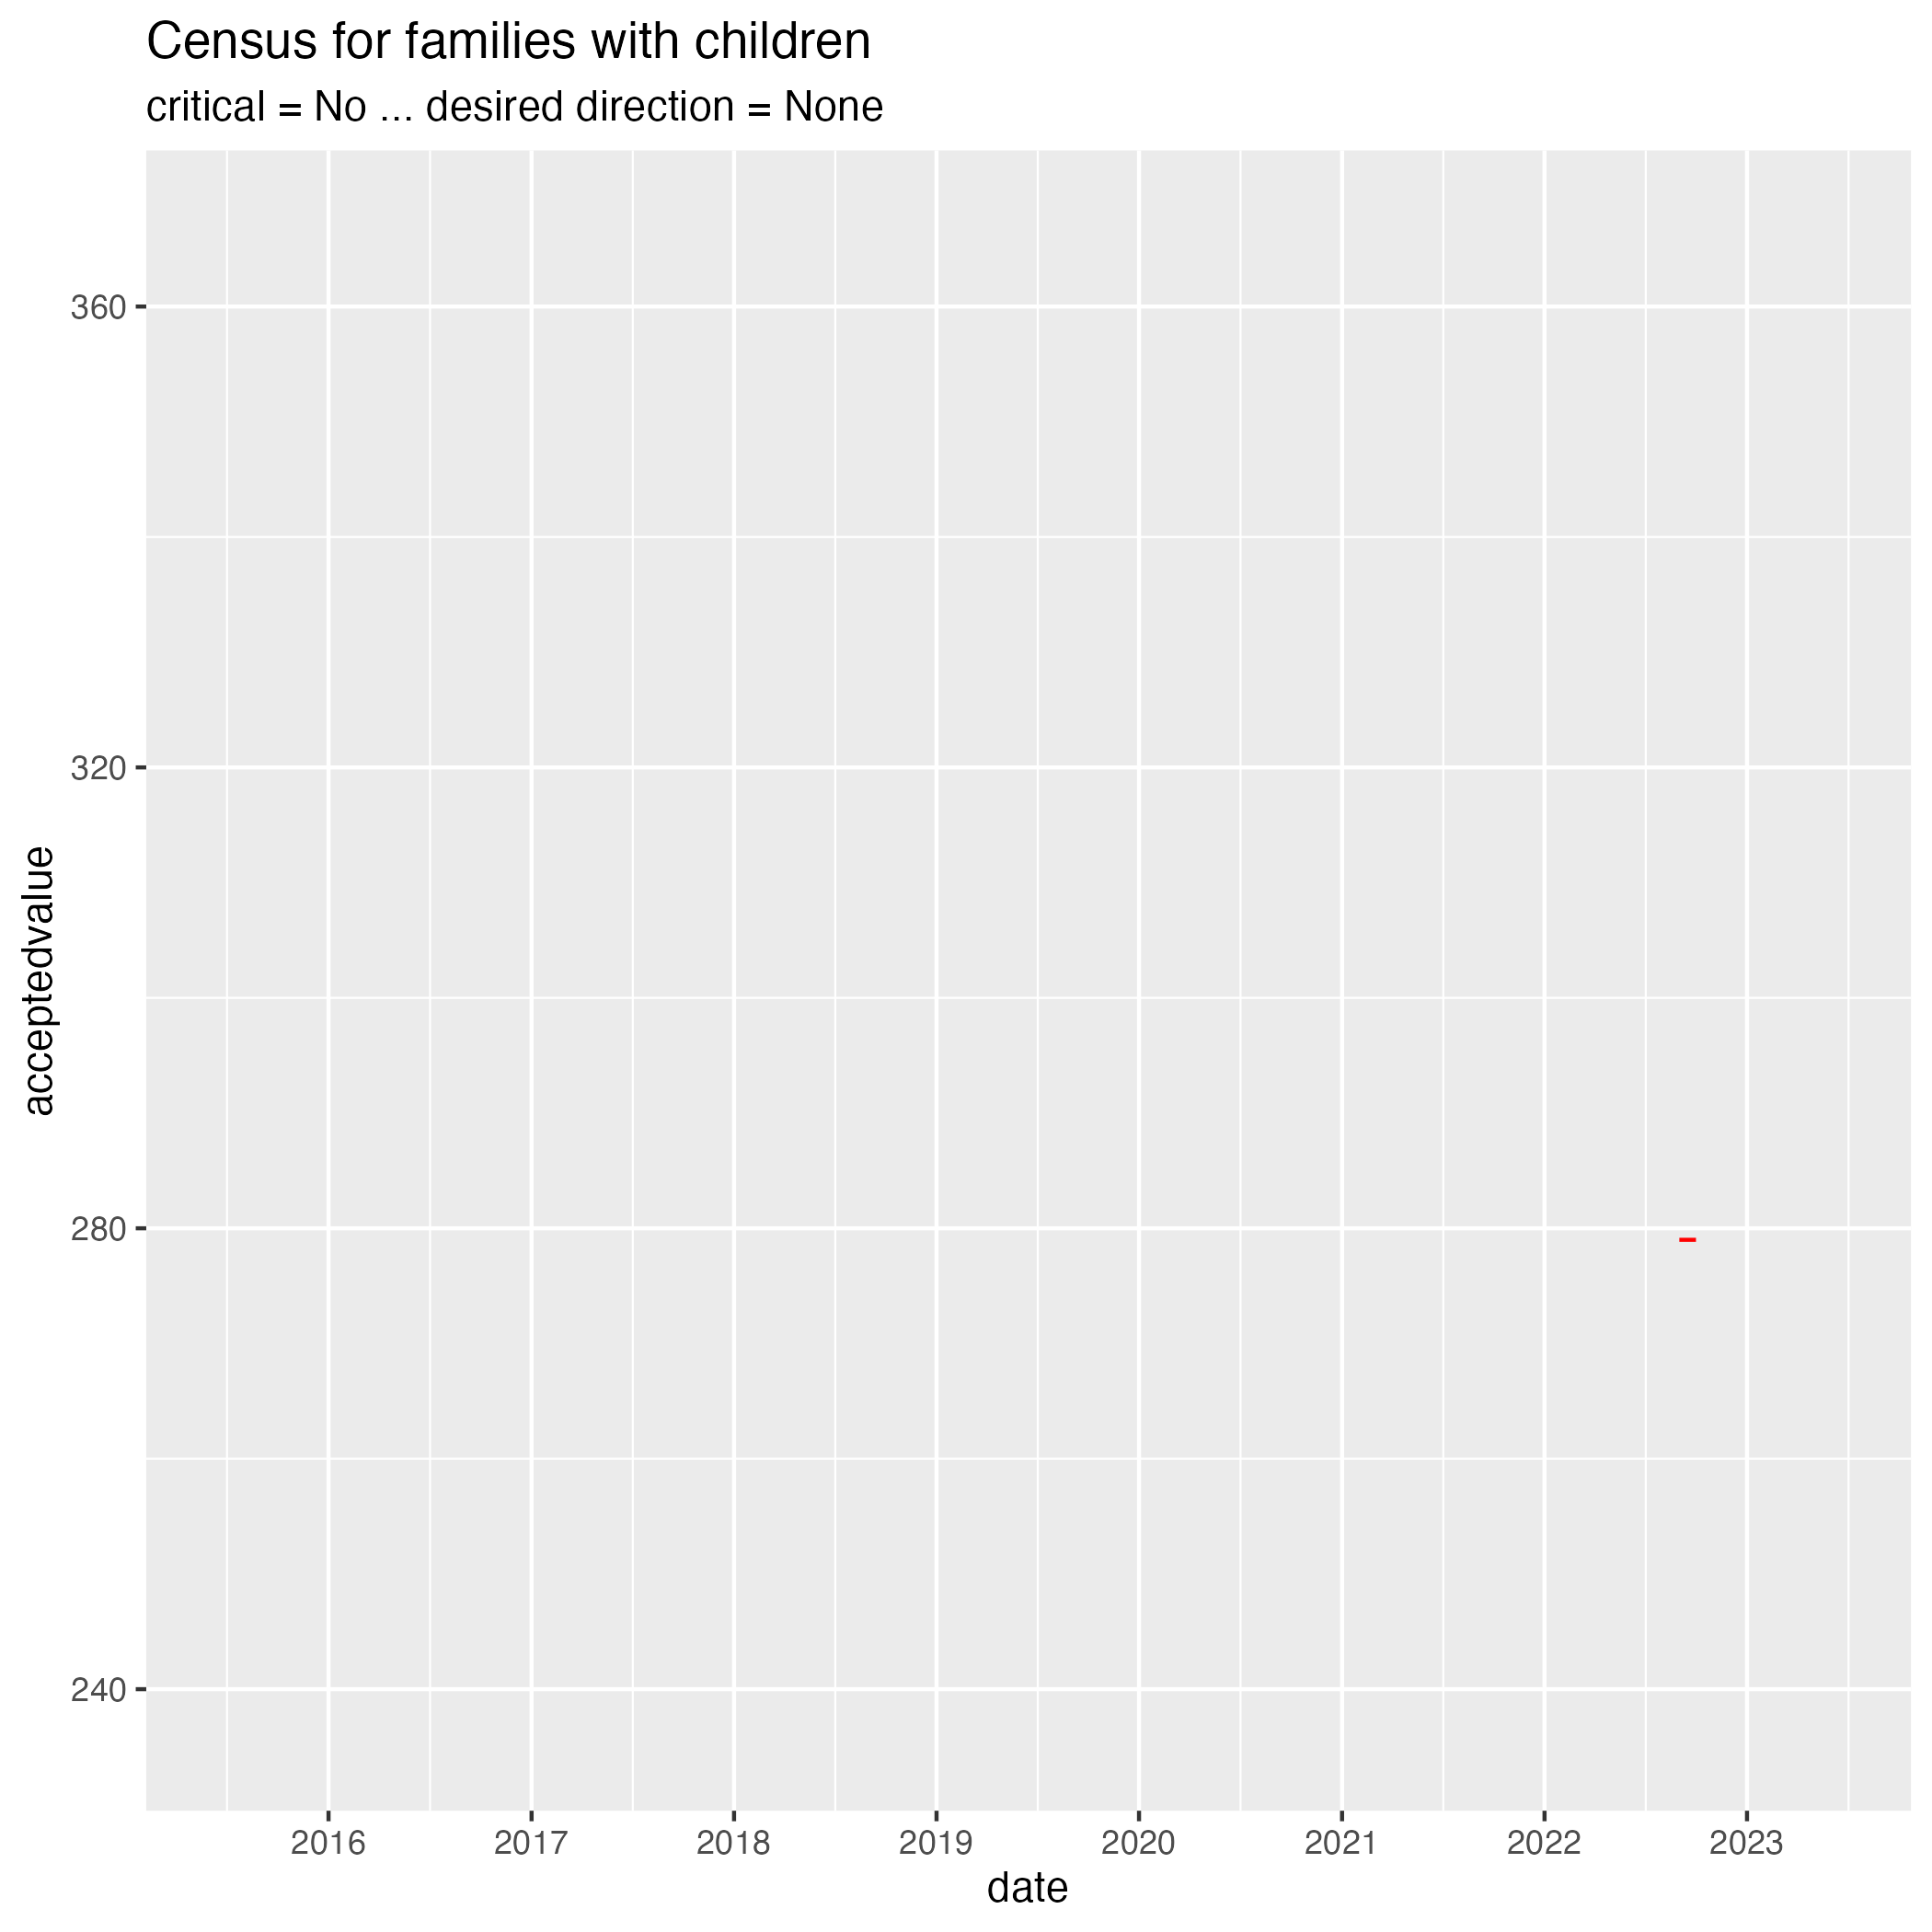 Census for families with children
critical = No ... desired direction = None
360
320
280
240
acceptedvalue
2016 2017 2018 2019 2020 2021 2022 2023
date